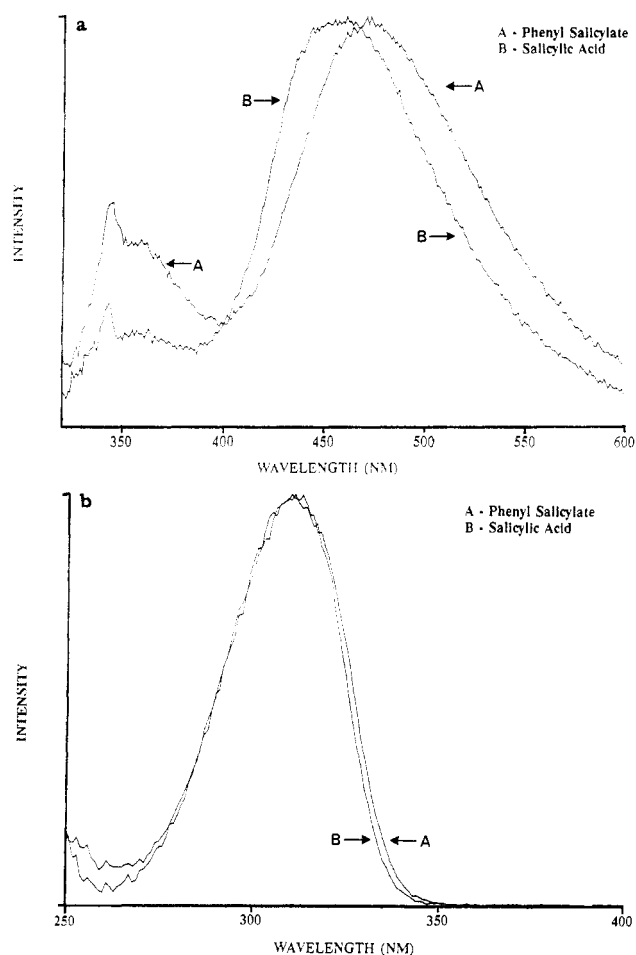 a
A - Phenyl Salicylate
B - Salicylic Acid
B
A
B
A
INTENSITY
350 400 450 500 550 600
WAVELENGTH (NM)
b
A - Phenyl Salicylate
B - Salicylic Acid
INTENSITY
B A
250 300 350 400
WAVELENGTH (NM)